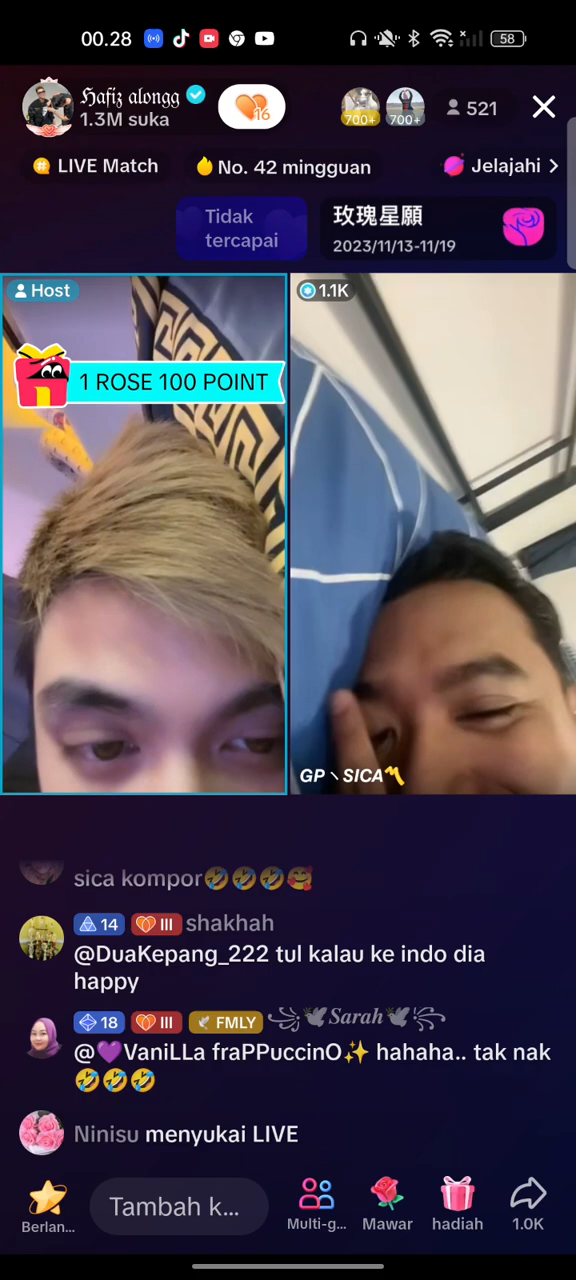 00.28
58
Hafiz alongg
1.3M suka
16
700+
700+
521
LIVE Match
No. 42 mingguan
Jelajahi
Tidak
tercapai
玫瑰星願
2023/11/13-11/19
Host
1.1K
1 ROSE 100 POINT
GP丶SICA〽️
sica kompor🤣🤣🤣🥰
14 III shakhah
@DuaKepang_222 tul kalau ke indo dia
happy
18 III FMLY ꧁🕊Sarah🕊꧂
@💜VaniLLa fraPPuccinO✨ hahaha.. tak nak
🤣🤣🤣
Ninisu menyukai LIVE
Tambah k...
Berlan...
Multi-g...
Mawar
hadiah
1.0K